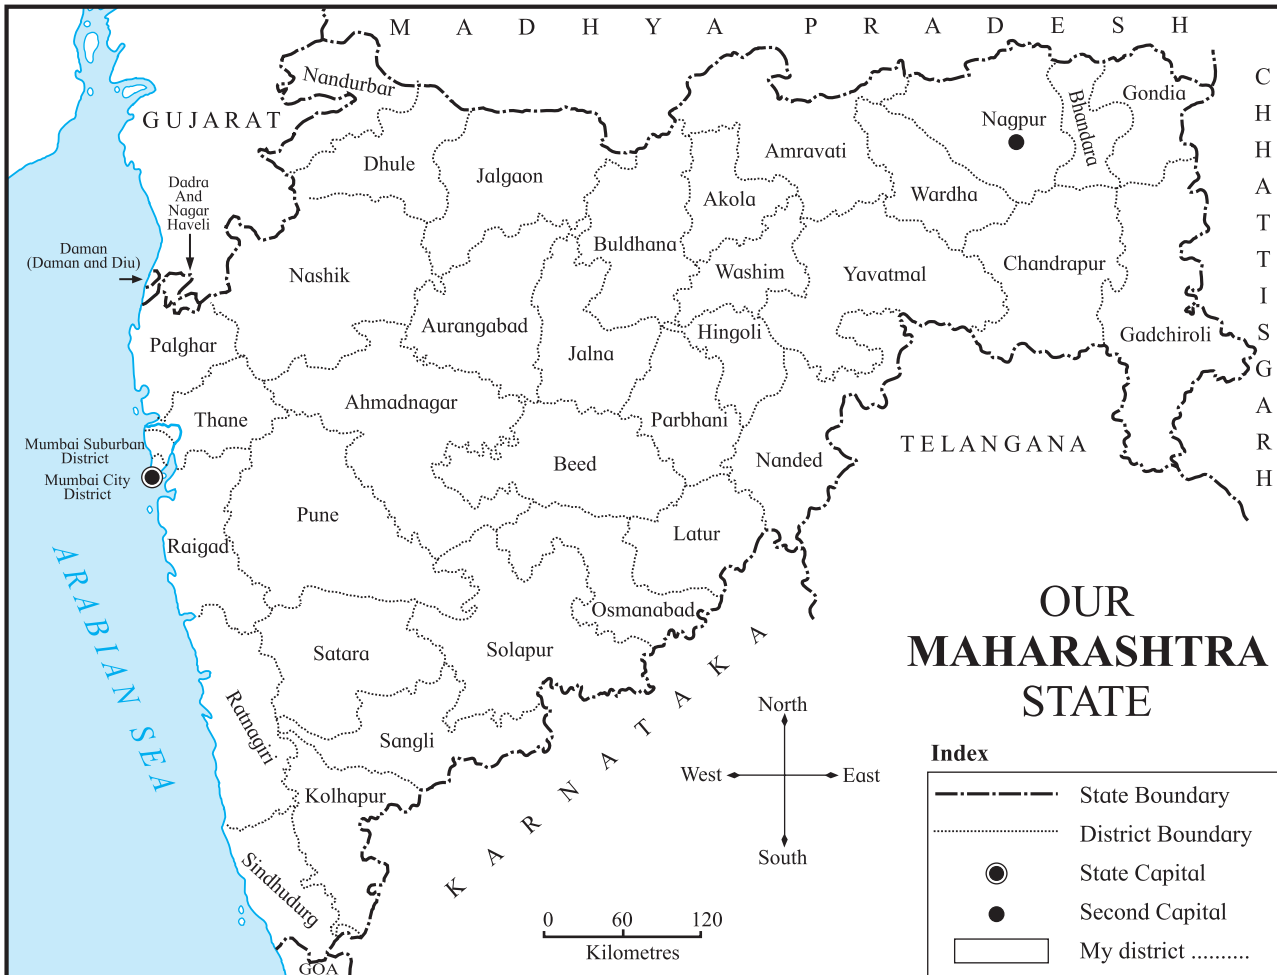 MADHYA PRADESH
CHHATTISGARH
GUJARAT
Nandurbar
Dhule
Jalgaon
Amravati
Nagpur
Bhandara
Gondia
Dadra
And
Nagar
Haveli
Daman
(Daman and Diu)
Nashik
Buldhana
Akola
Washim
Wardha
Yavatmal
Chandrapur
Gadchiroli
Palghar
Aurangabad
Jalna
Hingoli
Thane
Ahmadnagar
Parbhani
Nanded
TELANGANA
Mumbai Suburban
District
Mumbai City
District
Beed
Pune
Raigad
Latur
Osmanabad
ARABIAN SEA
Satara
Solapur
Ratnagiri
Sangli
Kolhapur
Sindhudurg
KARNATAKA
GOA
OUR
MAHARASHTRA
STATE
North
West
East
South
0 60 120
Kilometres
Index
State Boundary
District Boundary
State Capital
Second Capital
My district ..........